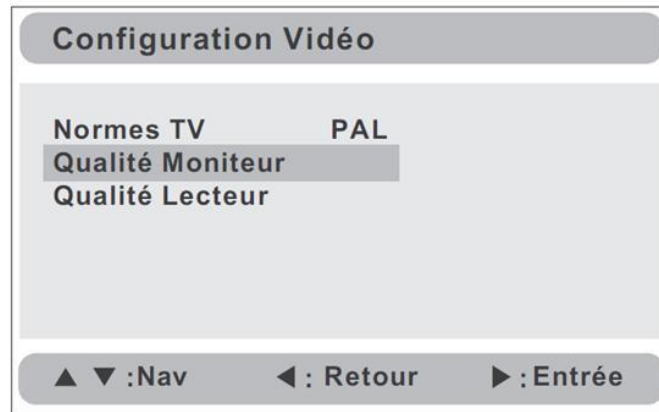 Configuration Vidéo
Normes TV PAL
Qualité Moniteur
Qualité Lecteur
▲ ▼ :Nav ◀ : Retour ▶ : Entrée